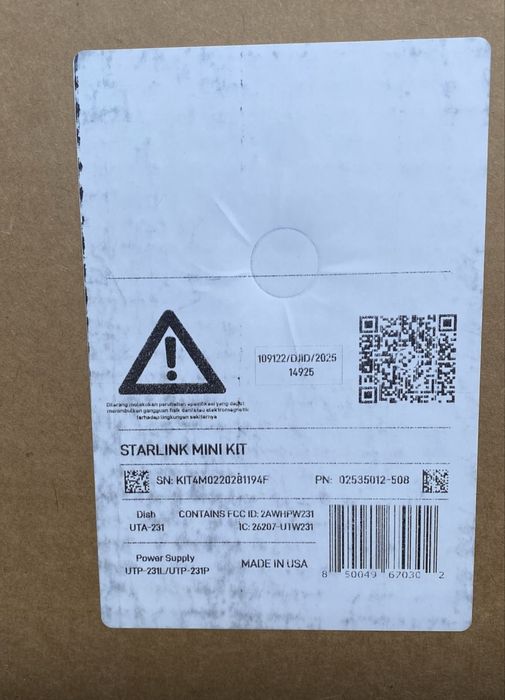 109122/DJID/2025
14925
Dilarang melakukan perubahan spesifikasi yang dapat
menimbulkan gangguan fisik dan/atau elektromagnetic
terhadap lingkungan sekitarnya
STARLINK MINI KIT
SN: KIT4M02202B1194F PN: 02535012-508
Dish CONTAINS FCC ID: 2AWHPW231
UTA-231 IC: 26207-UTW231
Power Supply MADE IN USA
UTP-231L/UTP-231P
8 50049 67030 2